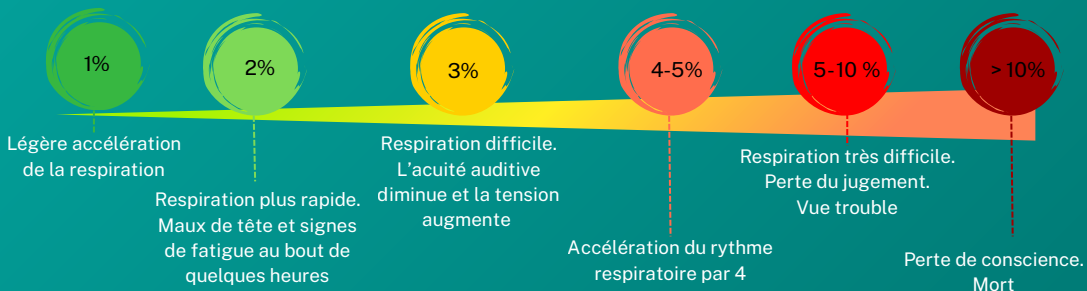 1%
2%
3%
4-5%
5-10 %
> 10%
Légère accélération
de la respiration
Respiration plus rapide.
Maux de tête et signes
de fatigue au bout de
quelques heures
Respiration difficile.
L’acuité auditive
diminue et la tension
augmente
Accélération du rythme
respiratoire par 4
Respiration très difficile.
Perte du jugement.
Vue trouble
Perte de conscience.
Mort